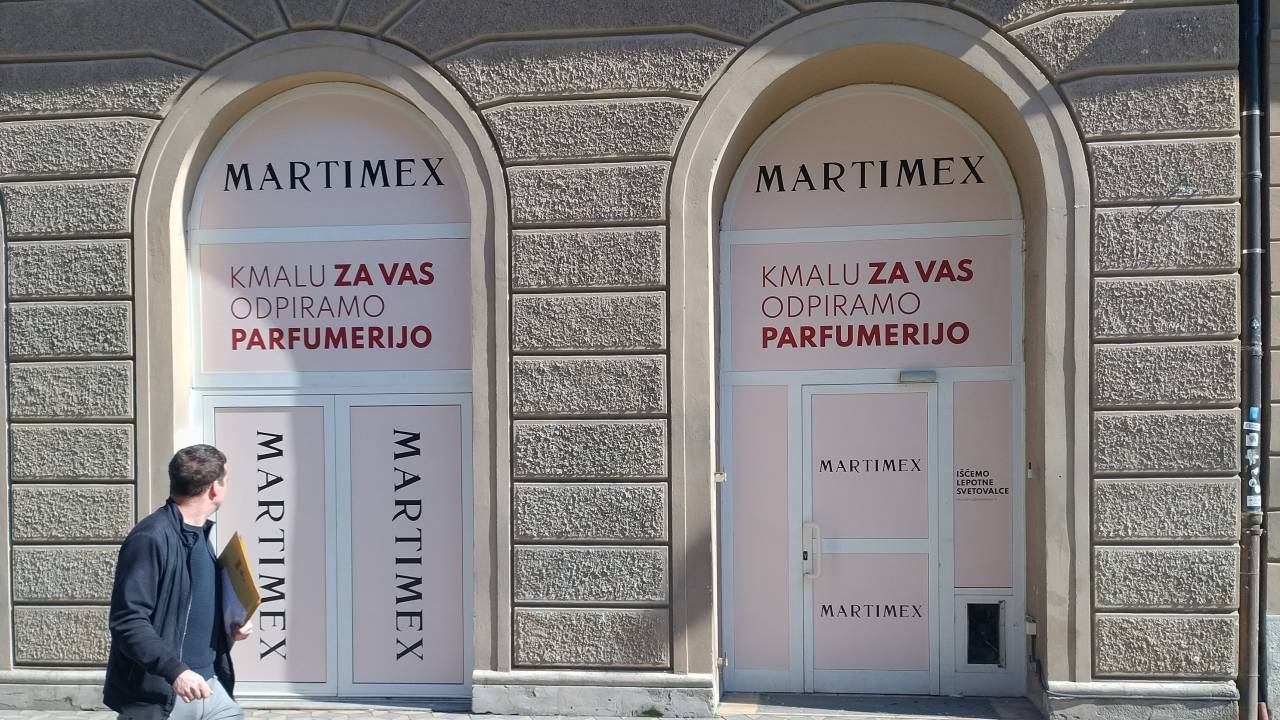 MARTIMEX
KMALU ZA VAS
ODPIRAMO
PARFUMERIJO
MARTIMEX
MARTIMEX
MARTIMEX
KMALU ZA VAS
ODPIRAMO
PARFUMERIJO
MARTIMEX
IŠČEMO
LEPOTNE
SVETOVALCE
MARTIMEX